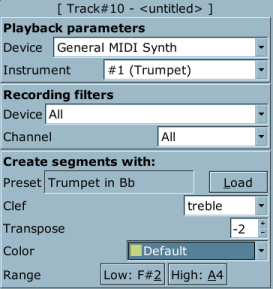 [ Track#10 - <untitled> ]
Playback parameters
Device General MIDI Synth
Instrument #1 (Trumpet)
Recording filters
Device All
Channel All
Create segments with:
Preset Trumpet in Bb Load
Clef treble
Transpose -2
Color Default
Range Low: F#2 High: A4